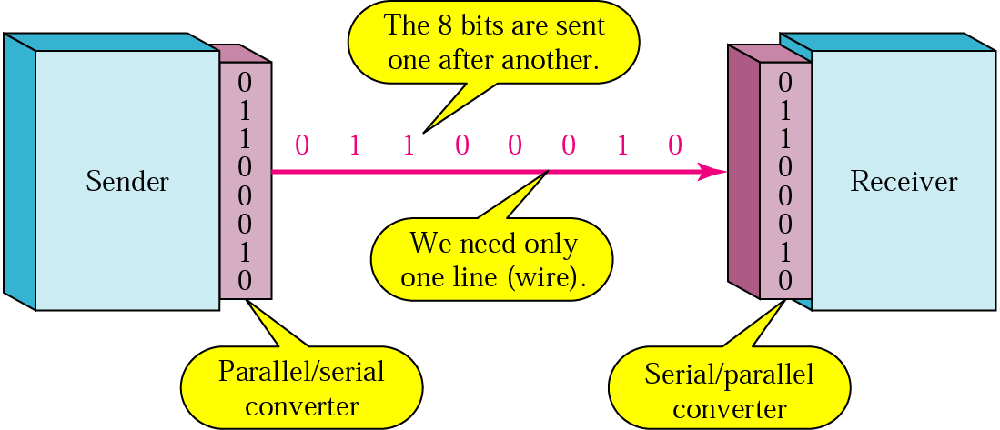 The 8 bits are sent
one after another.
0 1 1 0 0 0 1 0
Sender
0
1
1
0
0
0
1
0
We need only
one line (wire).
0
1
1
0
0
0
1
0
Receiver
Parallel/serial
converter
Serial/parallel
converter